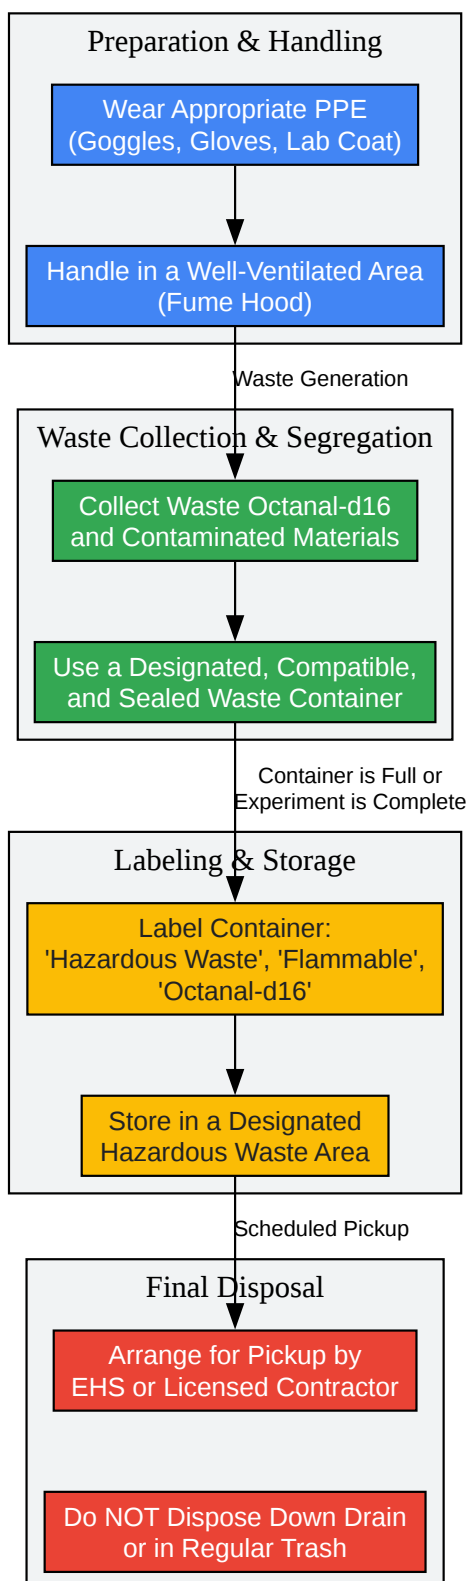 Preparation & Handling
Wear Appropriate PPE
(Goggles, Gloves, Lab Coat)
Handle in a Well-Ventilated Area
(Fume Hood)
Waste Generation
Waste Collection & Segregation
Collect Waste Octanal-d16
and Contaminated Materials
Use a Designated, Compatible,
and Sealed Waste Container
Container is Full or
Experiment is Complete
Labeling & Storage
Label Container:
'Hazardous Waste', 'Flammable',
'Octanal-d16'
Store in a Designated
Hazardous Waste Area
Scheduled Pickup
Final Disposal
Arrange for Pickup by
EHS or Licensed Contractor
Do NOT Dispose Down Drain
or in Regular Trash